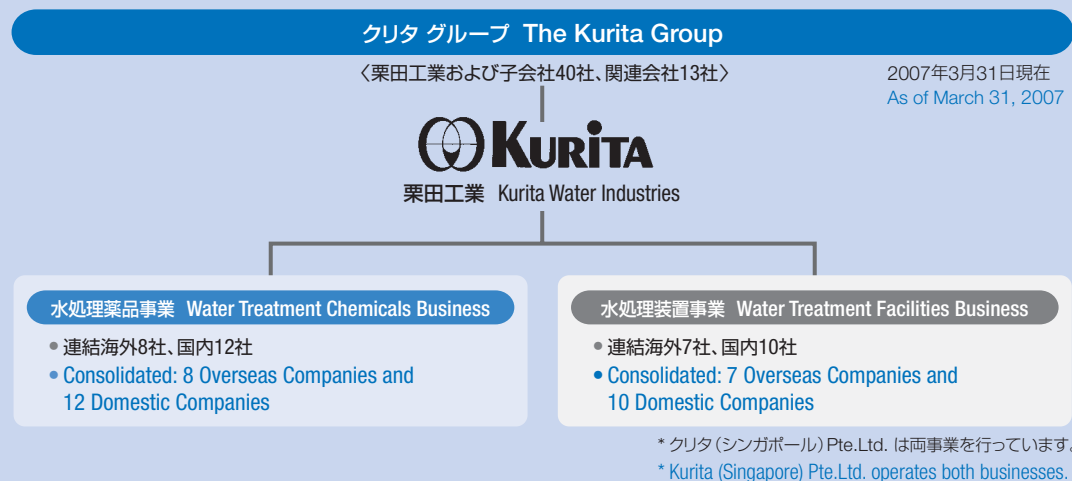 クリタ グループ The Kurita Group
〈栗田工業および子会社40社、関連会社13社〉
2007年3月31日現在
As of March 31, 2007
KURITA
栗田工業 Kurita Water Industries
水処理薬品事業 Water Treatment Chemicals Business
• 連結海外8社、国内12社
• Consolidated: 8 Overseas Companies and
12 Domestic Companies
水処理装置事業 Water Treatment Facilities Business
• 連結海外7社、国内10社
• Consolidated: 7 Overseas Companies and
10 Domestic Companies
* クリタ(シンガポール)Pte.Ltd. は両事業を行っています。
* Kurita (Singapore) Pte.Ltd. operates both businesses.